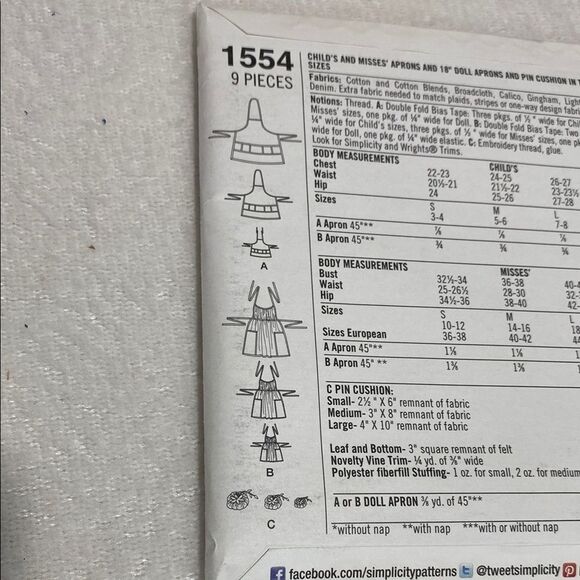 1554
9 PIECES
CHILD'S AND MISSES' APRONS AND 18" DOLL APRONS AND PIN CUSHION IN
SIZES
Fabrics: Cotton and Cotton Blends, Broadcloth, Calico, Gingham,
Denim. Extra fabric needed to match plaids, stripes or one-way design
Notions: Thread. A: Double Fold Bias Tape: Three pkgs. of ½ " wide for
Misses' sizes, one pkg. of ¼" wide for Doll. B: Double Fold Bias Tape: Two
¼" wide for Child's sizes, three pkgs. of ½ " wide for Misses' sizes, one
wide for Doll, one pkg. of ¼" wide elastic. C: Embroidery thread, glue.
Look for Simplicity and Wrights® Trims.
BODY MEASUREMENTS CHILD'S
Chest 22-23 24-25 26-27
Waist 20½-21 21½-22 23-23½
Hip 24 25-26 27-28
Sizes S M L
3-4 5-6 7-8
A Apron 45"*** ⅞ ⅞ ⅞
B Apron 45"*** ¾ ¾ ¾
A
BODY MEASUREMENTS MISSES'
Bust 32½-34 36-38
Waist 25-26½ 28-30
Hip 34½-36 38-40
Sizes S M L
10-12 14-16
Sizes European 36-38 40-42
A Apron 45"** 1⅝ 1⅝
B Apron 45" ** 1⅜ 1⅜
B
C PIN CUSHION:
Small- 2½ " X 6" remnant of fabric
Medium- 3" X 8" remnant of fabric
Large- 4" X 10" remnant of fabric
Leaf and Bottom- 3" square remnant of felt
Novelty Vine Trim- ¼ yd. of ⅜" wide
Polyester fiberfill Stuffing- 1 oz. for small, 2 oz. for medium
A or B DOLL APRON ⅜ yd. of 45"***
C
*without nap **with nap ***with or without nap
facebook.com/simplicitypatterns @tweetsimplicity